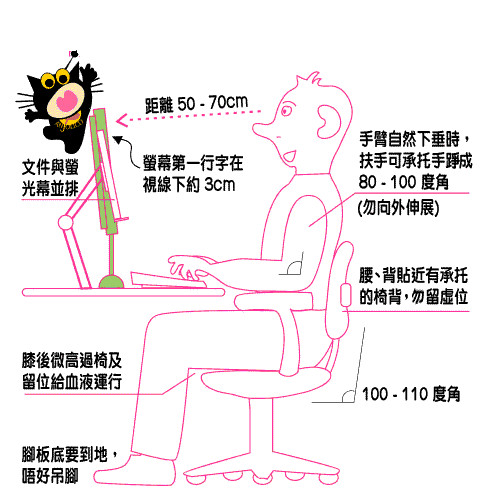 距離 50 - 70cm
螢幕第一行字在
視線下約 3cm
文件與螢
光幕並排
手臂自然下垂時，
扶手可承托手踭成
80 - 100 度角
(勿向外伸展)
腰、背貼近有承托
的椅背，勿留虛位
100 - 110 度角
膝後微高過椅及
留位給血液運行
腳板底要到地，
唔好吊腳